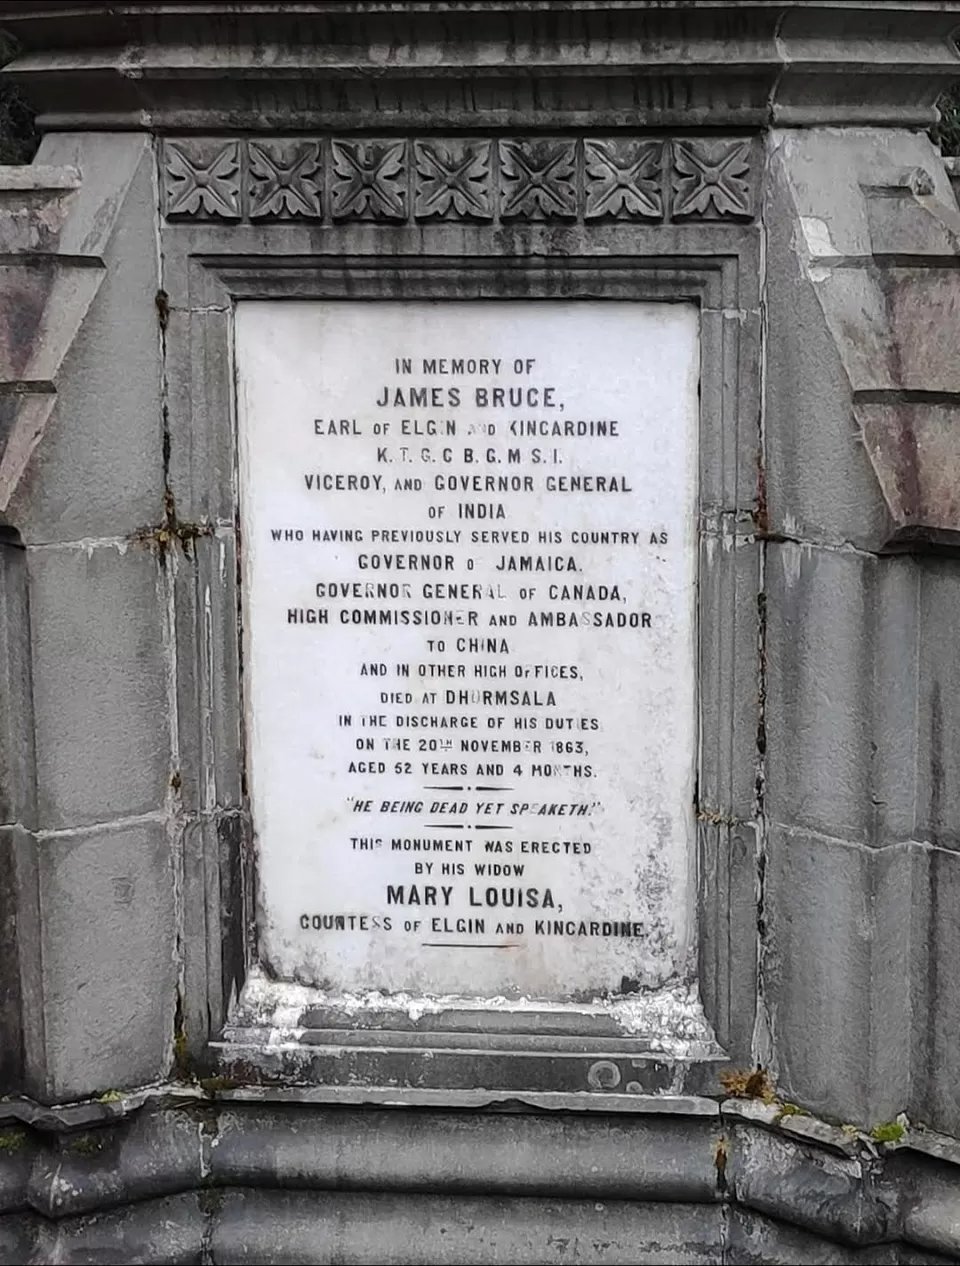 IN MEMORY OF
JAMES BRUCE,
EARL OF ELGIN AND KINCARDINE
K. T. G. C B. G. M S. I.
VICEROY, AND GOVERNOR GENERAL
OF INDIA
WHO HAVING PREVIOUSLY SERVED HIS COUNTRY AS
GOVERNOR OF JAMAICA.
GOVERNOR GENERAL OF CANADA,
HIGH COMMISSIONER AND AMBASSADOR
TO CHINA
AND IN OTHER HIGH OFFICES,
DIED AT DHURMSALA
IN THE DISCHARGE OF HIS DUTIES
ON THE 20TH NOVEMBER 1863,
AGED 52 YEARS AND 4 MONTHS.
"HE BEING DEAD YET SPEAKETH."
THIS MONUMENT WAS ERECTED
BY HIS WIDOW
MARY LOUISA,
COUNTESS OF ELGIN AND KINCARDINE.